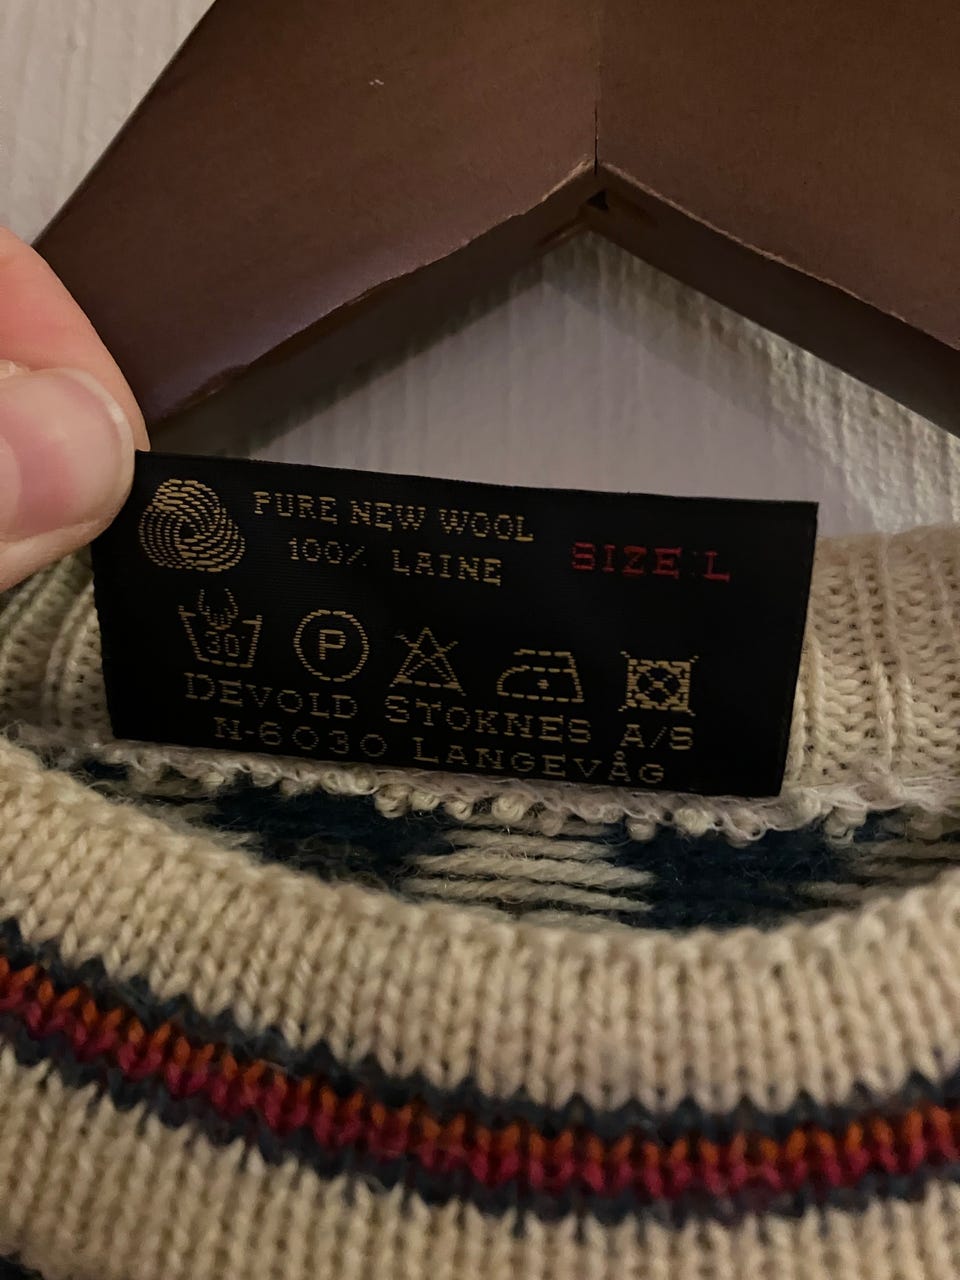 PURE NEW WOOL
100% LAINE
SIZE:L
30°
P
DEVOLD STOKNES A/S
N-6030 LANGEVÅG